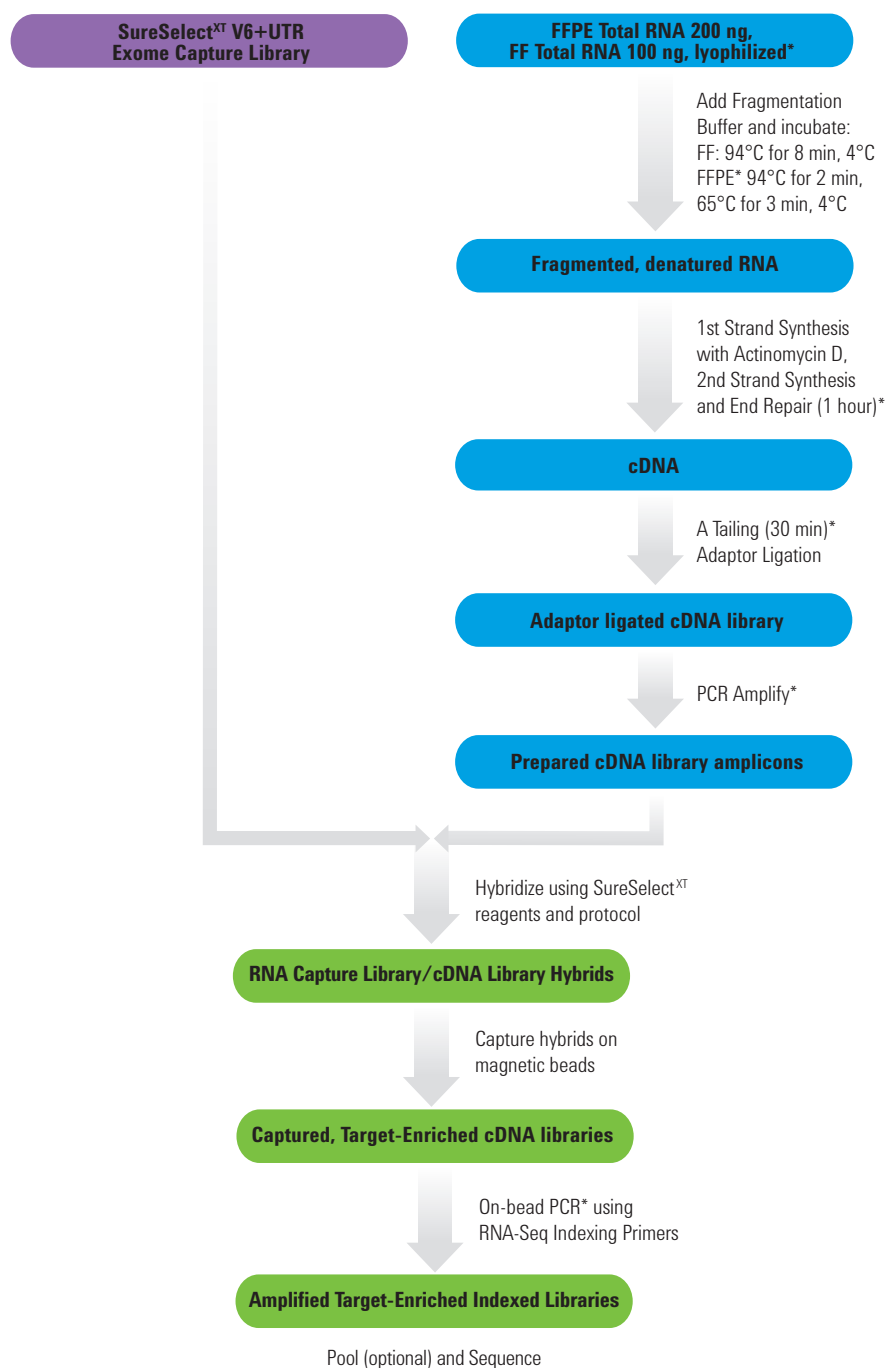 SureSelectXT V6+UTR
Exome Capture Library
FFPE Total RNA 200 ng,
FF Total RNA 100 ng, lyophilized*
Add Fragmentation
Buffer and incubate:
FF: 94°C for 8 min, 4°C
FFPE* 94°C for 2 min,
65°C for 3 min, 4°C
Fragmented, denatured RNA
1st Strand Synthesis
with Actinomycin D,
2nd Strand Synthesis
and End Repair (1 hour)*
cDNA
A Tailing (30 min)*
Adaptor Ligation
Adaptor ligated cDNA library
PCR Amplify*
Prepared cDNA library amplicons
Hybridize using SureSelectXT
reagents and protocol
RNA Capture Library/cDNA Library Hybrids
Capture hybrids on
magnetic beads
Captured, Target-Enriched cDNA libraries
On-bead PCR* using
RNA-Seq Indexing Primers
Amplified Target-Enriched Indexed Libraries
Pool (optional) and Sequence